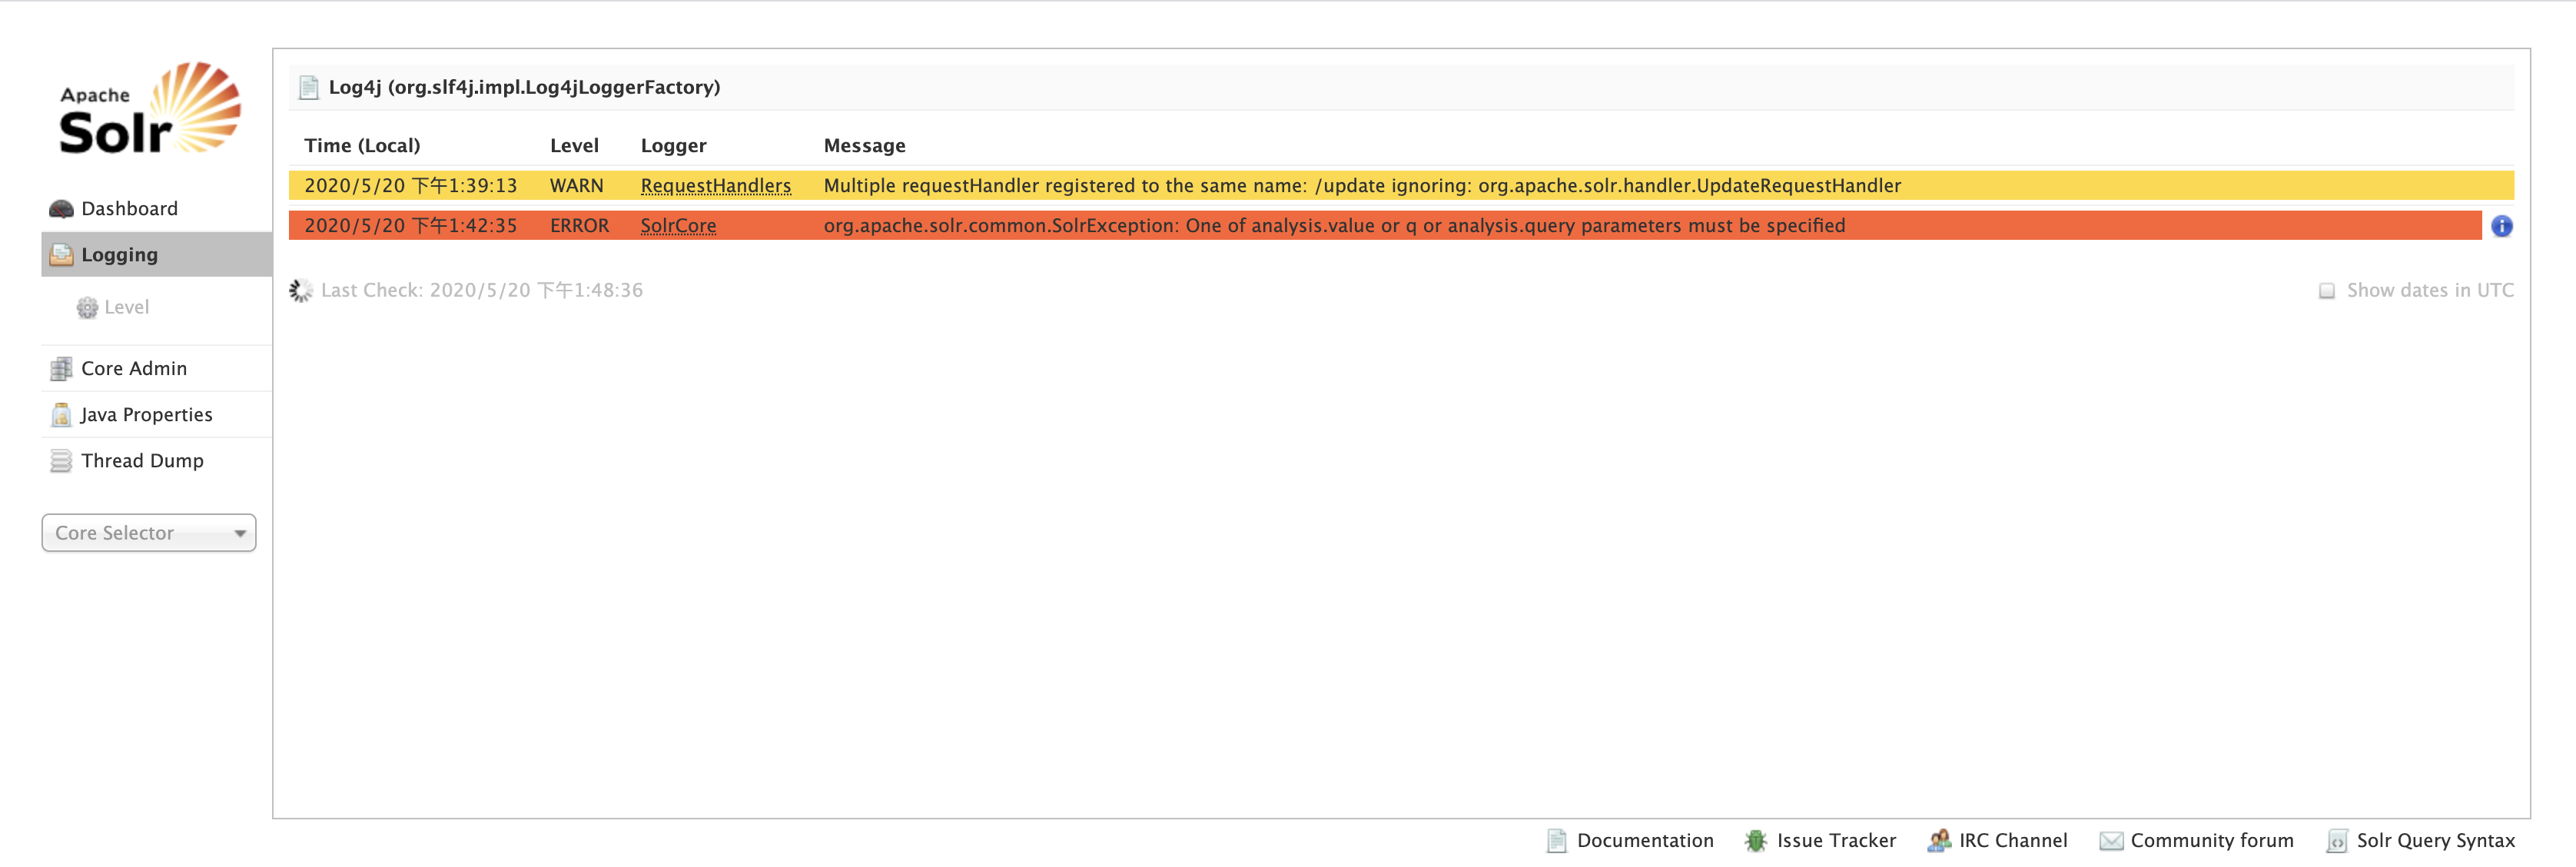 Apache
Solr
Dashboard
Logging
Level
Core Admin
Java Properties
Thread Dump
Core Selector
Log4j (org.slf4j.impl.Log4jLoggerFactory)
Time (Local) Level Logger Message
2020/5/20 下午1:39:13 WARN RequestHandlers Multiple requestHandler registered to the same name: /update ignoring: org.apache.solr.handler.UpdateRequestHandler
2020/5/20 下午1:42:35 ERROR SolrCore org.apache.solr.common.SolrException: One of analysis.value or q or analysis.query parameters must be specified
Last Check: 2020/5/20 下午1:48:36 Show dates in UTC
Documentation Issue Tracker IRC Channel Community forum Solr Query Syntax